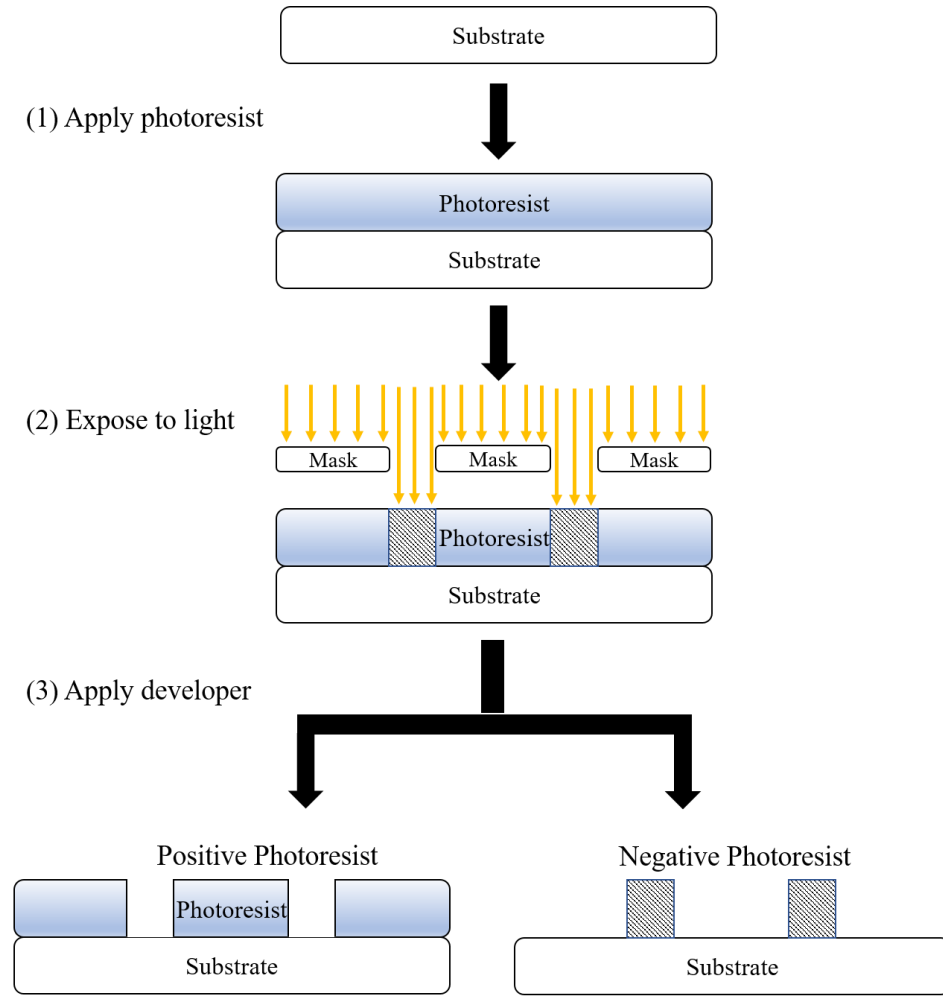 Substrate
(1) Apply photoresist
Photoresist
Substrate
(2) Expose to light
Mask
Mask
Mask
Photoresist
Substrate
(3) Apply developer
Positive Photoresist
Photoresist
Substrate
Negative Photoresist
Substrate